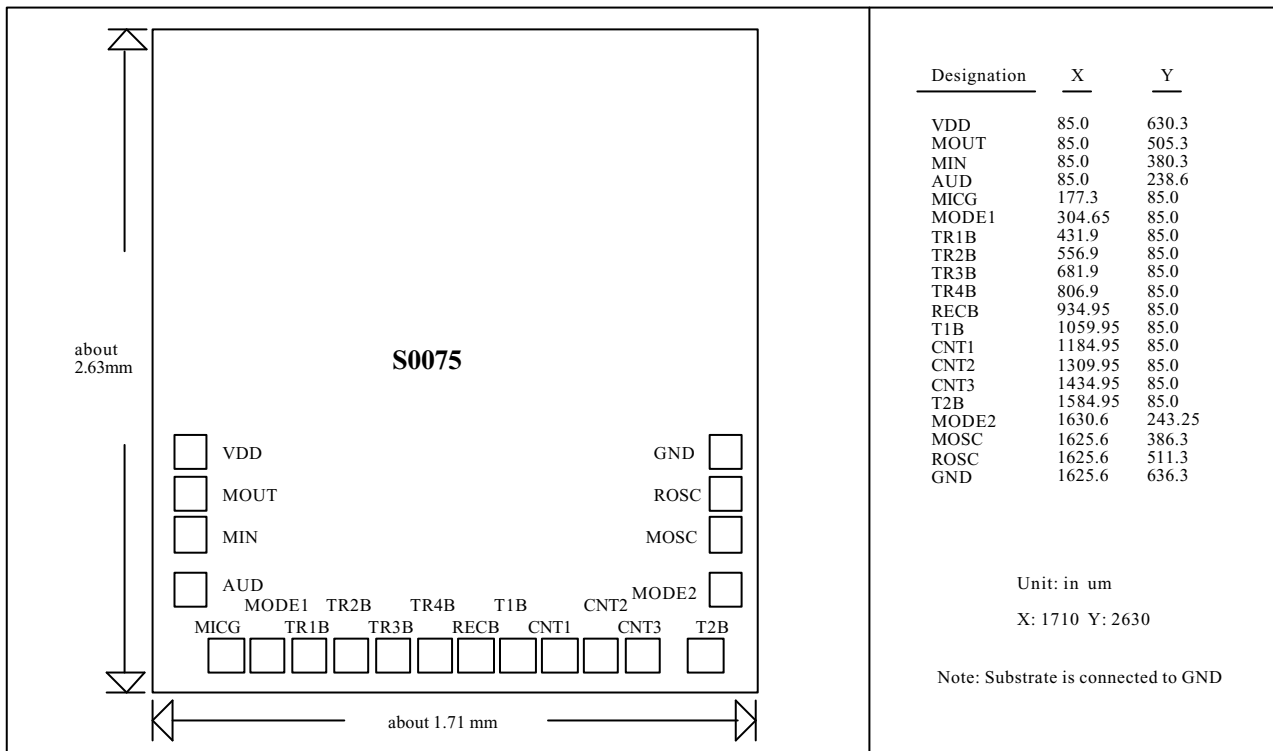 about
2.63mm
S0075
VDD
GND
MOUT
ROSC
MIN
MOSC
AUD
MODE2
MODE1 TR2B TR4B T1B CNT2
MICG TR1B TR3B RECB CNT1 CNT3 T2B
about 1.71 mm
Designation X Y
VDD 85.0 630.3
MOUT 85.0 505.3
MIN 85.0 380.3
AUD 85.0 238.6
MICG 177.3 85.0
MODE1 304.65 85.0
TR1B 431.9 85.0
TR2B 556.9 85.0
TR3B 681.9 85.0
TR4B 806.9 85.0
RECB 934.95 85.0
T1B 1059.95 85.0
CNT1 1184.95 85.0
CNT2 1309.95 85.0
CNT3 1434.95 85.0
T2B 1584.95 85.0
MODE2 1630.6 243.25
MOSC 1625.6 386.3
ROSC 1625.6 511.3
GND 1625.6 636.3
Unit: in um
X: 1710 Y: 2630
Note: Substrate is connected to GND